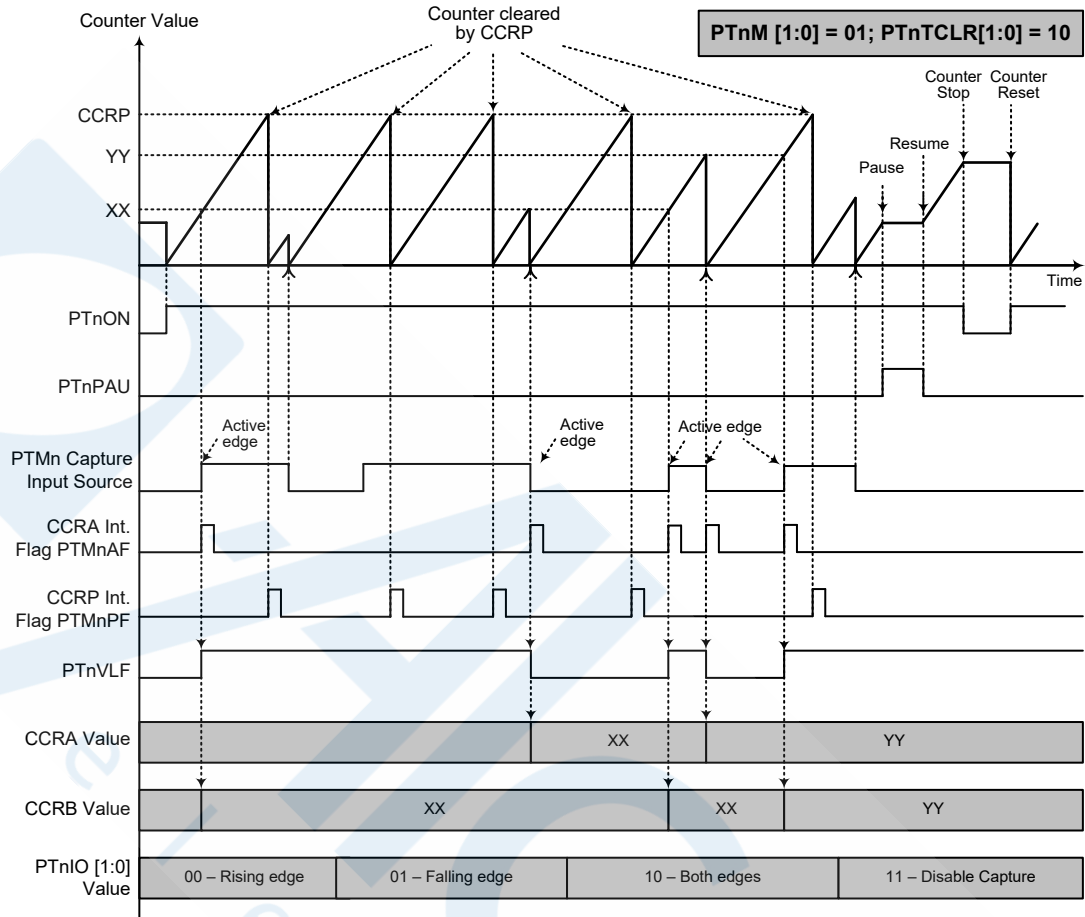 Counter Value
Counter cleared
by CCRP
PTnM [1:0] = 01; PTnTCLR[1:0] = 10
Counter
Stop
Counter
Reset
CCRP
YY
Resume
Pause
XX
Time
PTnON
PTnPAU
Active
edge
Active
edge
Active edge
PTMn Capture
Input Source
CCRA Int.
Flag PTMnAF
CCRP Int.
Flag PTMnPF
PTnVLF
CCRA Value
XX
YY
CCRB Value
XX
XX
YY
PTnIO [1:0]
Value
00 – Rising edge
01 – Falling edge
10 – Both edges
11 – Disable Capture